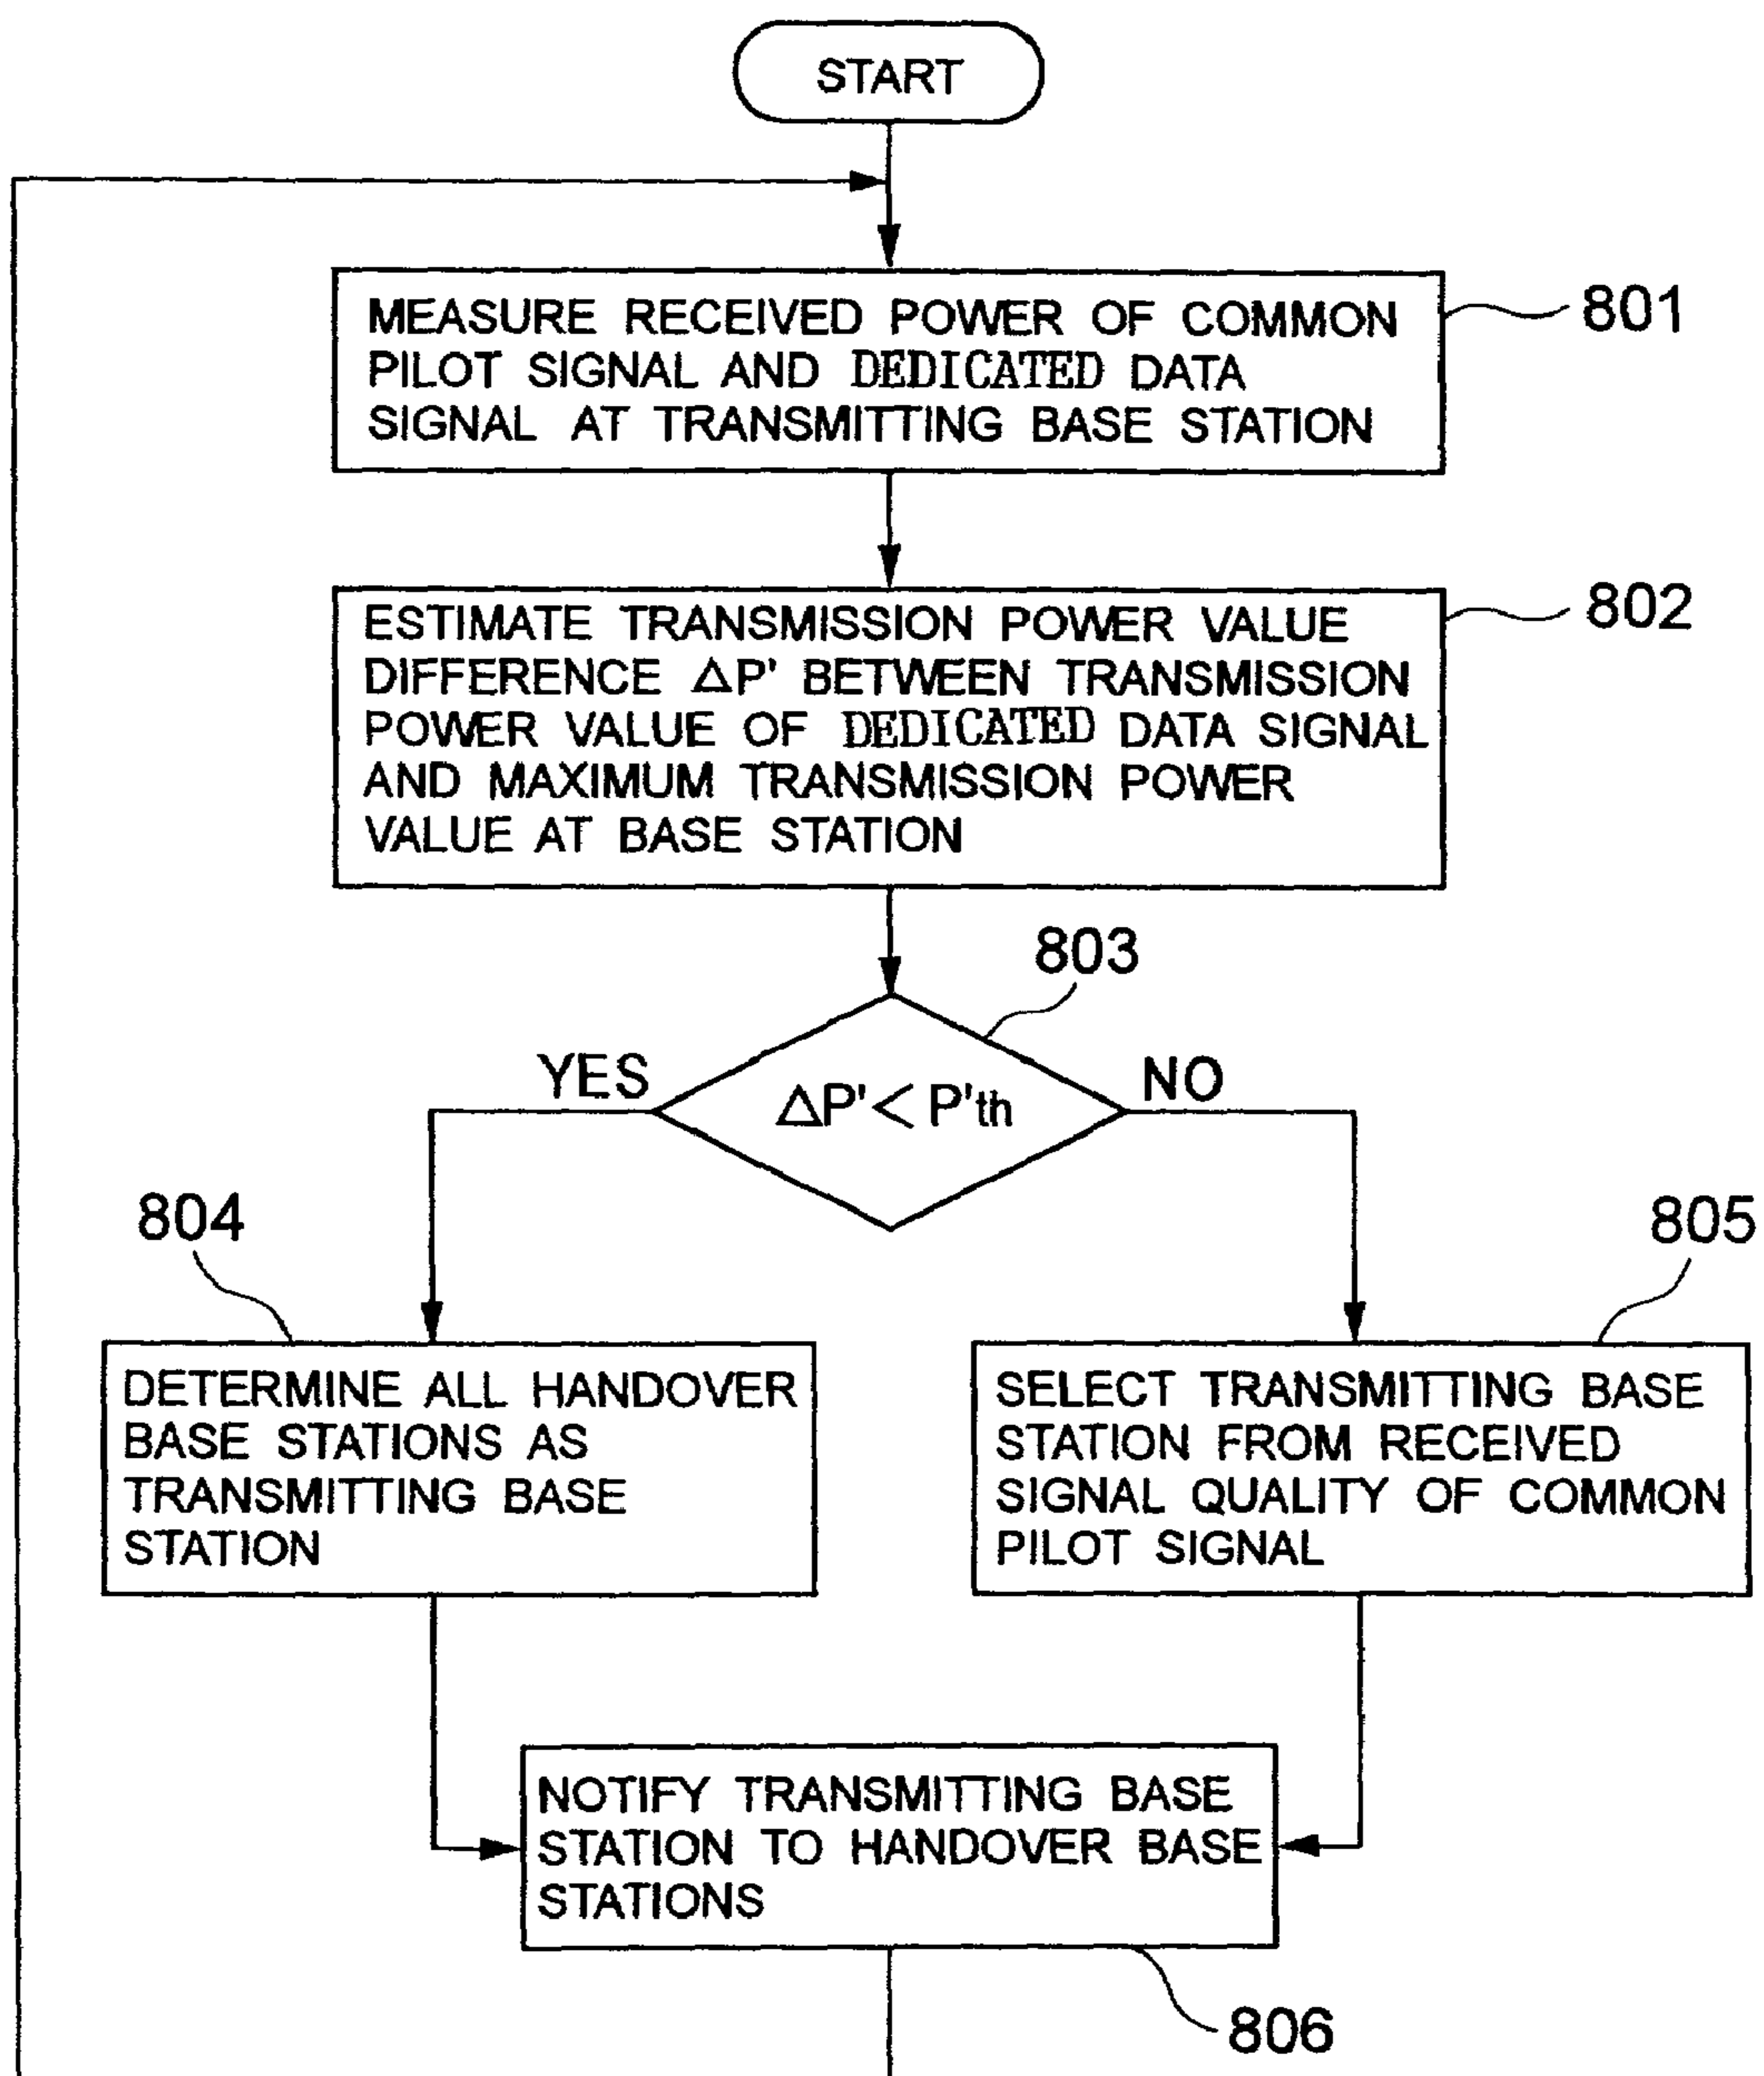 START
MEASURE RECEIVED POWER OF COMMON
PILOT SIGNAL AND DEDICATED DATA
SIGNAL AT TRANSMITTING BASE STATION
801
ESTIMATE TRANSMISSION POWER VALUE
DIFFERENCE △P' BETWEEN TRANSMISSION
POWER VALUE OF DEDICATED DATA SIGNAL
AND MAXIMUM TRANSMISSION POWER
VALUE AT BASE STATION
802
803
YES
△P'< P'th
NO
804
805
DETERMINE ALL HANDOVER
BASE STATIONS AS
TRANSMITTING BASE
STATION
SELECT TRANSMITTING BASE
STATION FROM RECEIVED
SIGNAL QUALITY OF COMMON
PILOT SIGNAL
NOTIFY TRANSMITTING BASE
STATION TO HANDOVER BASE
STATIONS
806